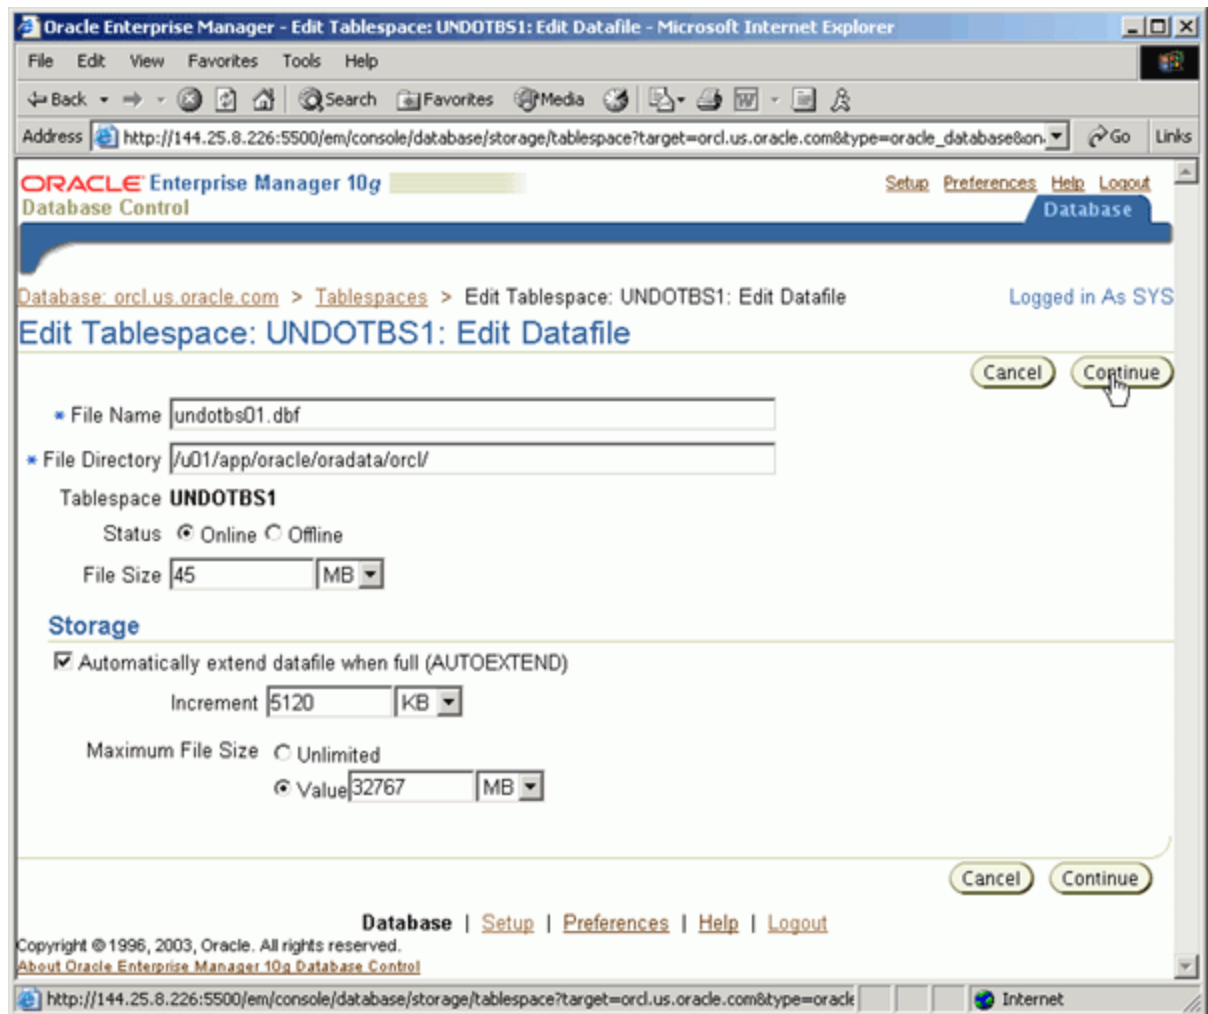 Oracle Enterprise Manager - Edit Tablespace: UNDOTBS1: Edit Datafile - Microsoft Internet Explorer
File Edit View Favorites Tools Help
Back Search Favorites Media
Address http://144.25.8.226:5500/em/console/database/storage/tablespace?target=orcl.us.oracle.com&type=oracle_database&on. Go Links
ORACLE Enterprise Manager 10g Setup Preferences Help Logout
Database Control Database
Database: orcl.us.oracle.com > Tablespaces > Edit Tablespace: UNDOTBS1: Edit Datafile Logged in As SYS
Edit Tablespace: UNDOTBS1: Edit Datafile
Cancel Continue
* File Name undotbs01.dbf
* File Directory /u01/app/oracle/oradata/orcl/
Tablespace UNDOTBS1
Status Online Offline
File Size 45 MB
Storage
Automatically extend datafile when full (AUTOEXTEND)
Increment 5120 KB
Maximum File Size Unlimited
Value 32767 MB
Cancel Continue
Database | Setup | Preferences | Help | Logout
Copyright © 1996, 2003, Oracle. All rights reserved.
About Oracle Enterprise Manager 10g Database Control
http://144.25.8.226:5500/em/console/database/storage/tablespace?target=orcl.us.oracle.com&type=oracle Internet